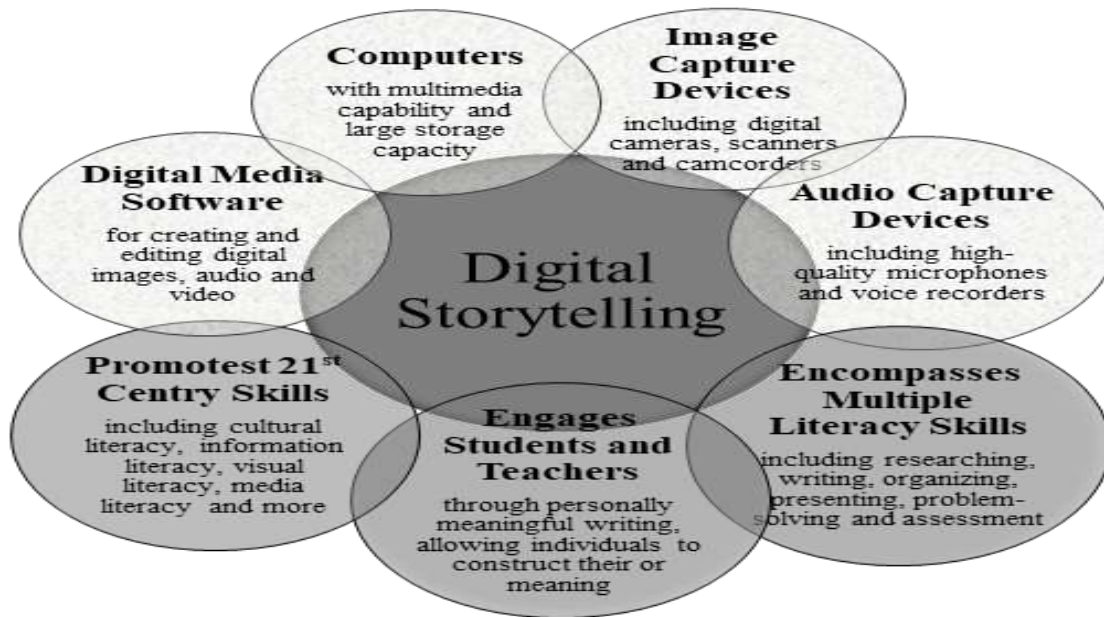 Computers
with multimedia
capability and
large storage
capacity
Image
Capture
Devices
including digital
cameras, scanners
and camcorders
Digital Media
Software
for creating and
editing digital
images, audio and
video
Audio Capture
Devices
including high-
quality microphones
and voice recorders
Digital
Storytelling
Promotest 21st
Centry Skills
including cultural
literacy, information
literacy, visual
literacy, media
literacy and more
Engages
Students and
Teachers
through personally
meaningful writing,
allowing individuals to
construct their or
meaning
Encompasses
Multiple
Literacy Skills
including researching,
writing, organizing,
presenting, problem-
solving and assessment